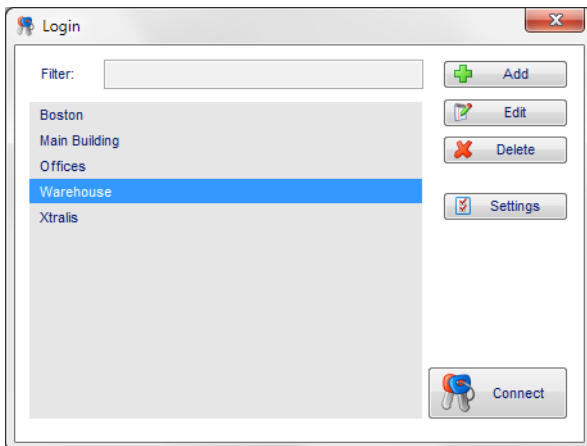 Login
Filter:
Add
Boston
Edit
Main Building
Delete
Offices
Warehouse
Settings
Xtralis
Connect